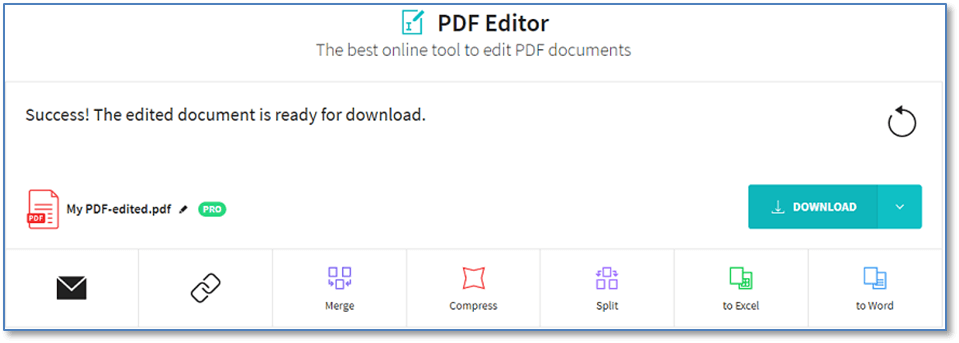 PDF Editor
The best online tool to edit PDF documents
Success! The edited document is ready for download.
PDF
My PDF-edited.pdf PRO
DOWNLOAD
Merge
Compress
Split
to Excel
to Word